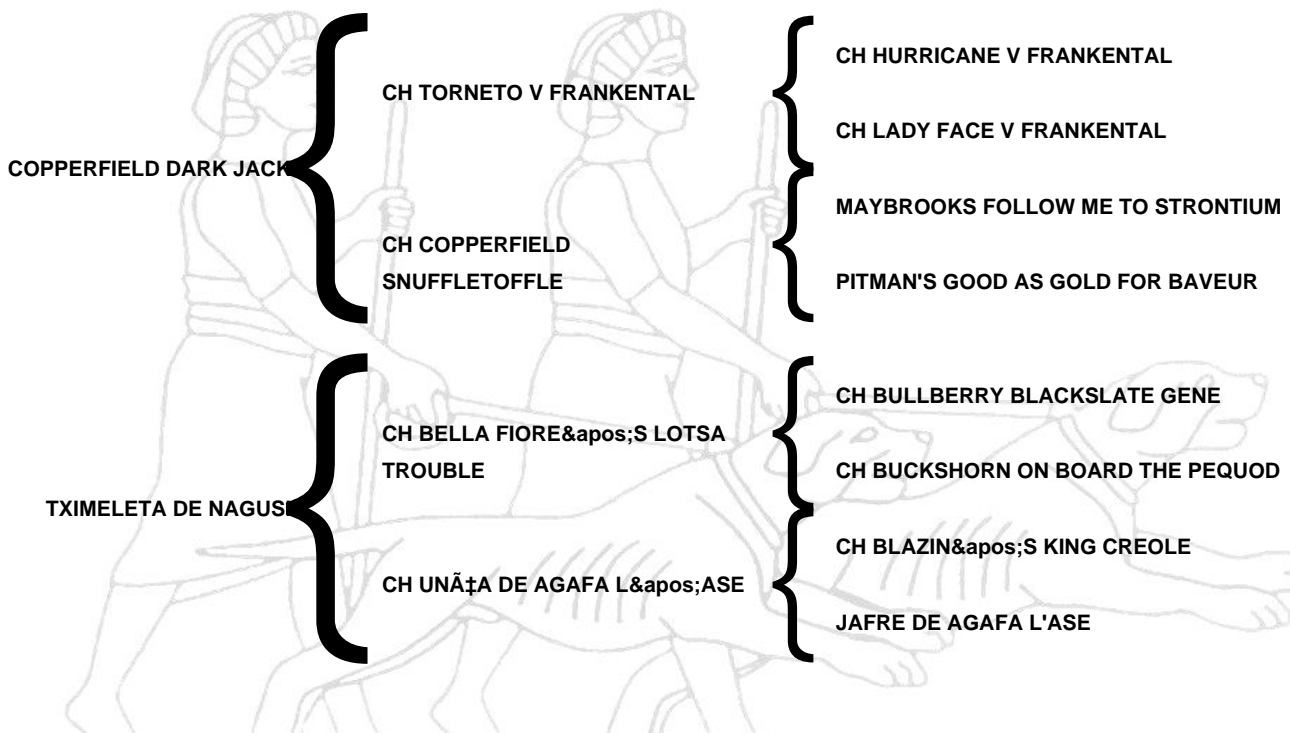 CH HURRICANE V FRANKENTAL
CH TORNETO V FRANKENTAL
CH LADY FACE V FRANKENTAL
COPPERFIELD DARK JACK
MAYBROOKS FOLLOW ME TO STRONTIUM
CH COPPERFIELD
SNUFFLETOFFLE
PITMAN'S GOOD AS GOLD FOR BAVEUR
CH BULLBERRY BLACKSLATE GENE
CH BELLA FIORE&apos;S LOTSA
TROUBLE
CH BUCKSHORN ON BOARD THE PEQUOD
TXIMELETA DE NAGUSI
CH BLAZIN&apos;S KING CREOLE
CH UNÃ‡A DE AGAFA L&apos;ASE
JAFRE DE AGAFA L'ASE